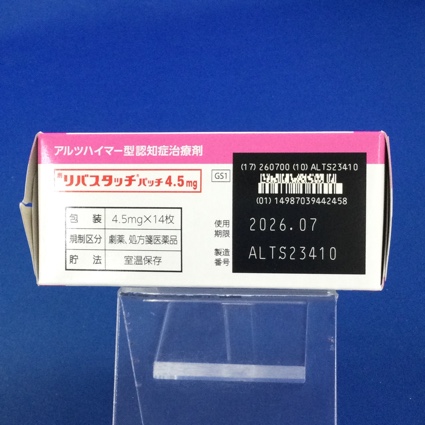 アルツハイマー型認知症治療剤
リバスタッチ®パッチ4.5mg
GS1
包 装 4.5mg×14枚
規制区分 劇薬、処方箋医薬品
貯 法 室温保存
(17) 260700 (10) ALTS23410
(01) 14987039442458
使用期限 2026.07
製造番号 ALTS23410